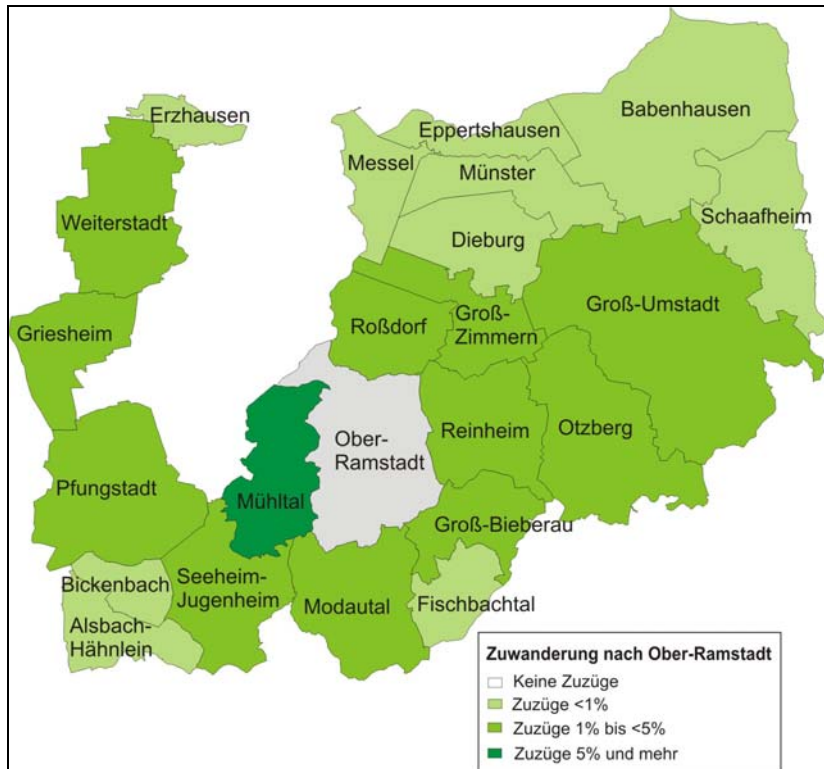 Erzhausen
Babenhausen
Eppertshausen
Messel
Münster
Schaafheim
Weiterstadt
Dieburg
Groß-Umstadt
Griesheim
Roßdorf
Groß-
Zimmern
Ober-
Ramstadt
Reinheim
Otzberg
Pfungstadt
Mühltal
Groß-Bieberau
Bickenbach
Seeheim-
Jugenheim
Modautal
Fischbachtal
Alsbach-
Hähnlein
Zuwanderung nach Ober-Ramstadt
Keine Zuzüge
Zuzüge <1%
Zuzüge 1% bis <5%
Zuzüge 5% und mehr